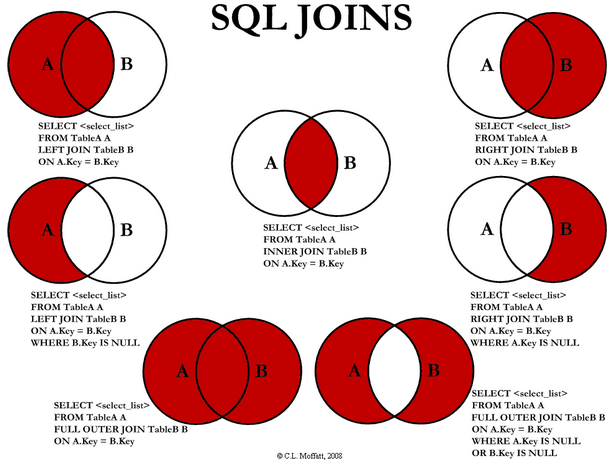 SQL JOINS
A
B
SELECT <select_list>
FROM TableA A
LEFT JOIN TableB B
ON A.Key = B.Key
A
B
SELECT <select_list>
FROM TableA A
RIGHT JOIN TableB B
ON A.Key = B.Key
A
B
SELECT <select_list>
FROM TableA A
INNER JOIN TableB B
ON A.Key = B.Key
A
B
SELECT <select_list>
FROM TableA A
LEFT JOIN TableB B
ON A.Key = B.Key
WHERE B.Key IS NULL
A
B
SELECT <select_list>
FROM TableA A
RIGHT JOIN TableB B
ON A.Key = B.Key
WHERE A.Key IS NULL
A
B
SELECT <select_list>
FROM TableA A
FULL OUTER JOIN TableB B
ON A.Key = B.Key
A
B
SELECT <select_list>
FROM TableA A
FULL OUTER JOIN TableB B
ON A.Key = B.Key
WHERE A.Key IS NULL
OR B.Key IS NULL
© C.L. Moffatt, 2008